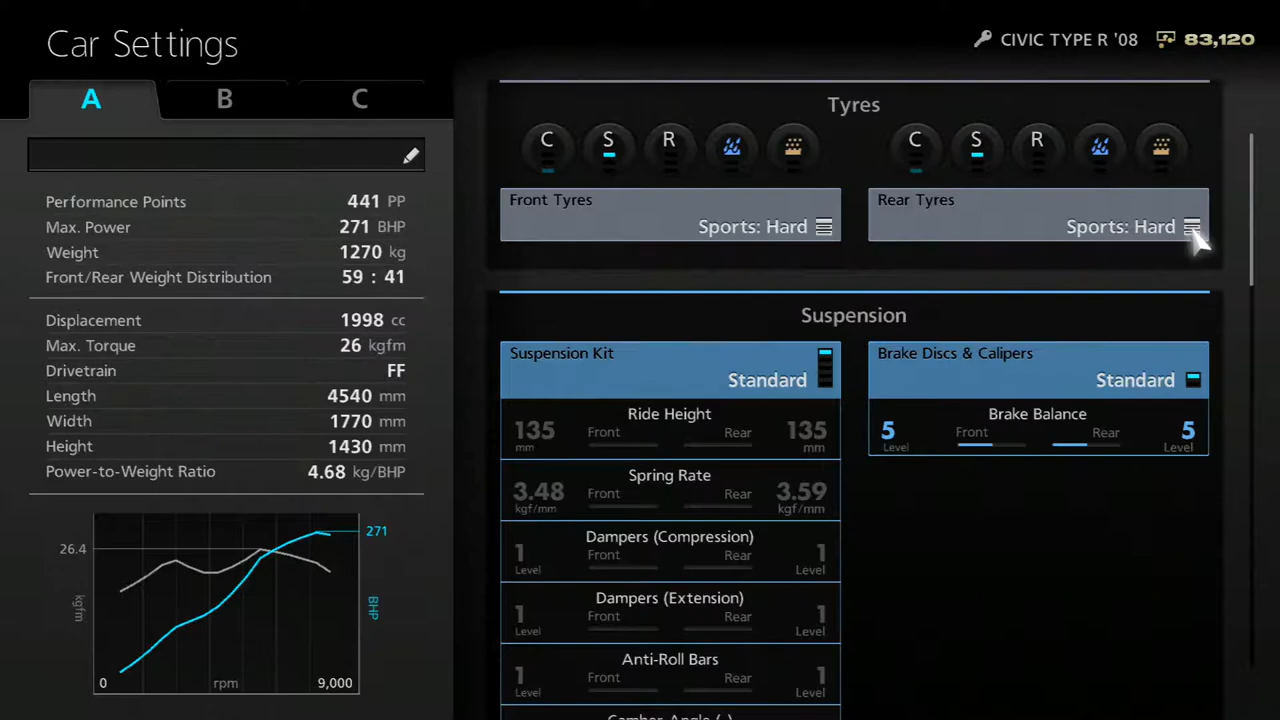 Car Settings
CIVIC TYPE R '08
83,120
A
B
C
Performance Points 441 PP
Max. Power 271 BHP
Weight 1270 kg
Front/Rear Weight Distribution 59 : 41
Displacement 1998 cc
Max. Torque 26 kgfm
Drivetrain FF
Length 4540 mm
Width 1770 mm
Height 1430 mm
Power-to-Weight Ratio 4.68 kg/BHP
271
26.4
kgfm
BHP
0 rpm 9,000
Tyres
C S R
C S R
Front Tyres
Sports: Hard
Rear Tyres
Sports: Hard
Suspension
Suspension Kit
Standard
Ride Height
135 mm Front Rear 135 mm
Spring Rate
3.48 kgf/mm Front Rear 3.59 kgf/mm
Dampers (Compression)
1 Level Front Rear 1 Level
Dampers (Extension)
1 Level Front Rear 1 Level
Anti-Roll Bars
1 Level Front Rear 1 Level
Camber Angle (-)
Brake Discs & Calipers
Standard
Brake Balance
5 Level Front Rear 5 Level